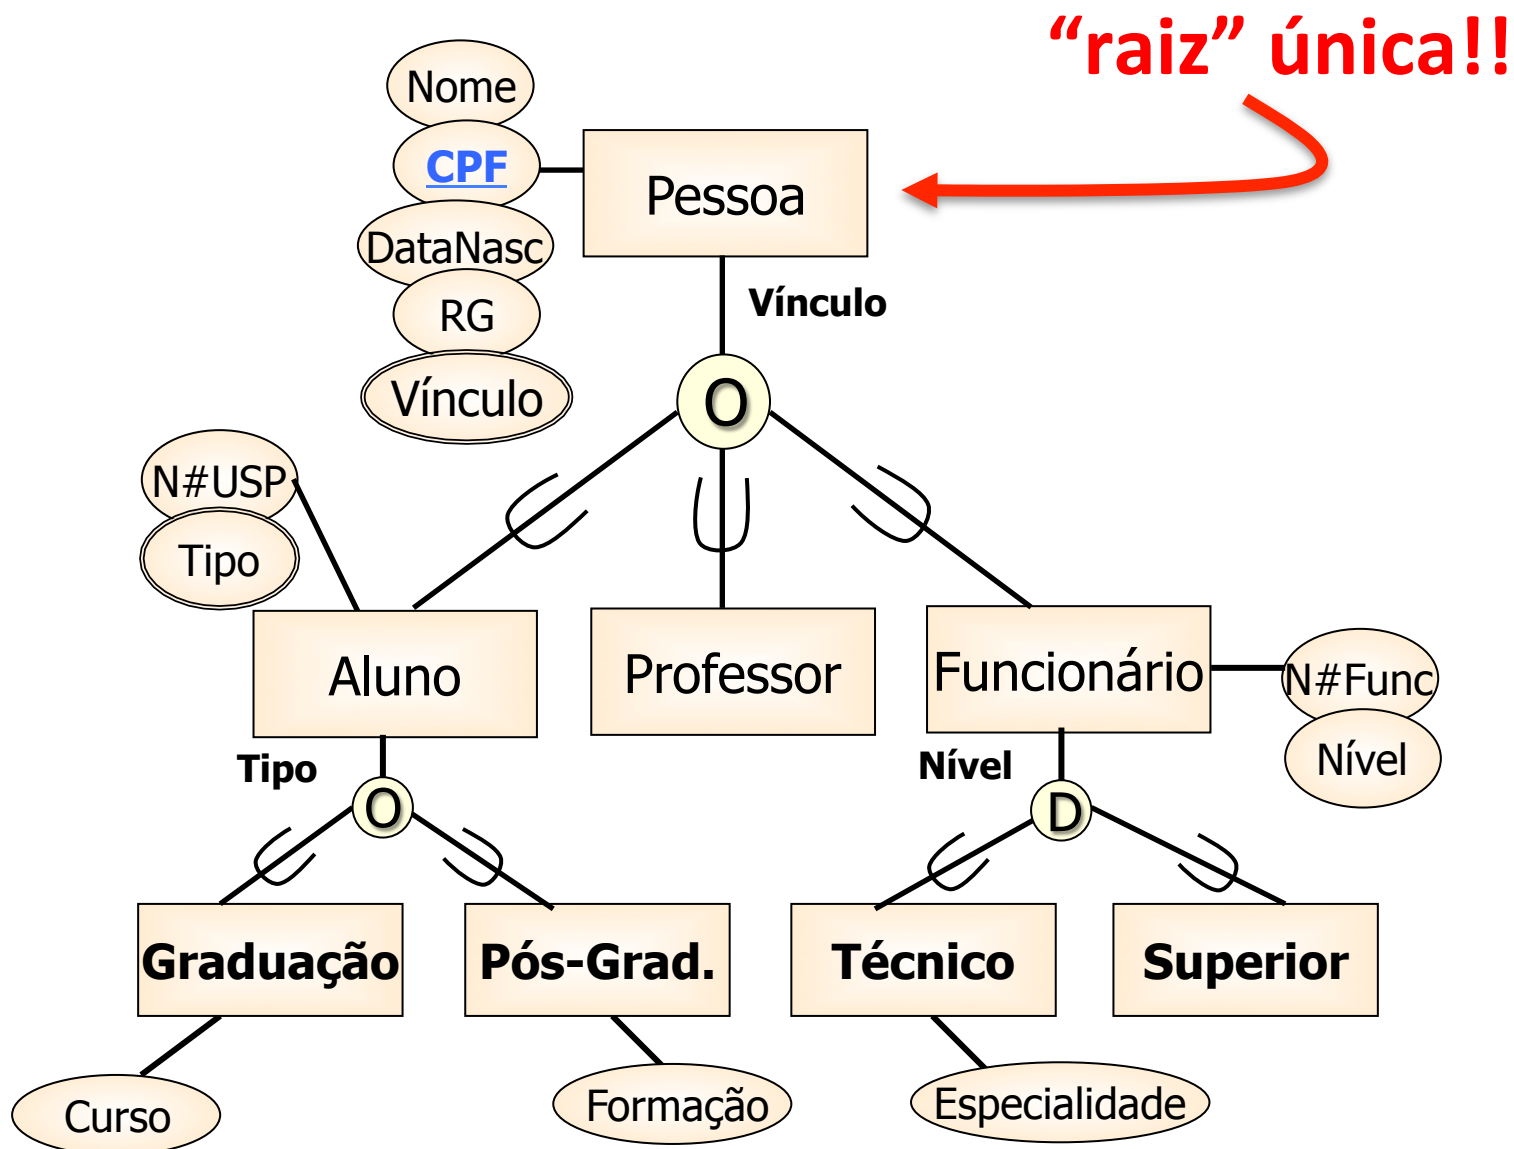 “raiz” única!!
Nome
CPF
DataNasc
RG
Vínculo
Pessoa
Vínculo
O
N#USP
Tipo
Aluno
Professor
Funcionário
N#Func
Nível
Tipo
O
Nível
D
Graduação
Pós-Grad.
Técnico
Superior
Curso
Formação
Especialidade